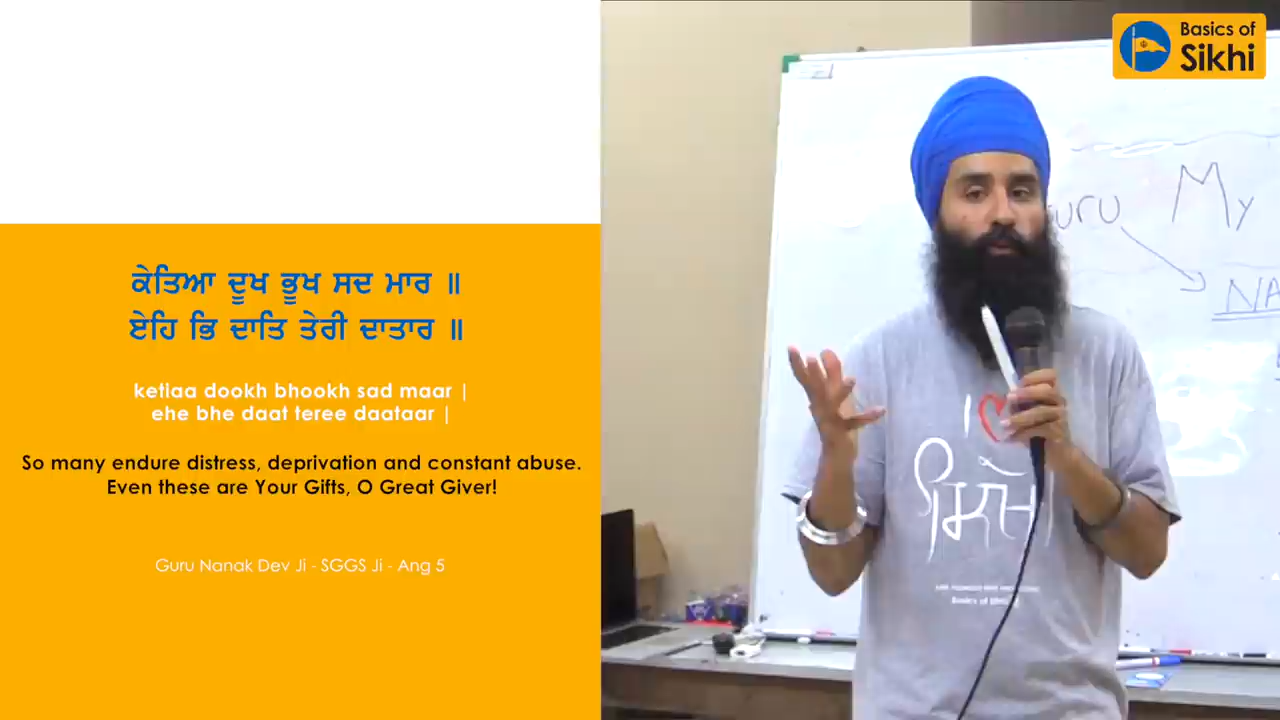 ਕੇਤਿਆ ਦੂਖ ਭੂਖ ਸਦ ਮਾਰ ॥
ਏਹਿ ਭਿ ਦਾਤਿ ਤੇਰੀ ਦਾਤਾਰ ॥
ketIaa dookh bhookh sad maar |
ehe bhe daat teree daataar |
So many endure distress, deprivation and constant abuse.
Even these are Your Gifts, O Great Giver!
Guru Nanak Dev Ji - SGGS Ji - Ang 5
Basics of
Sikhi
My
I
Basics of